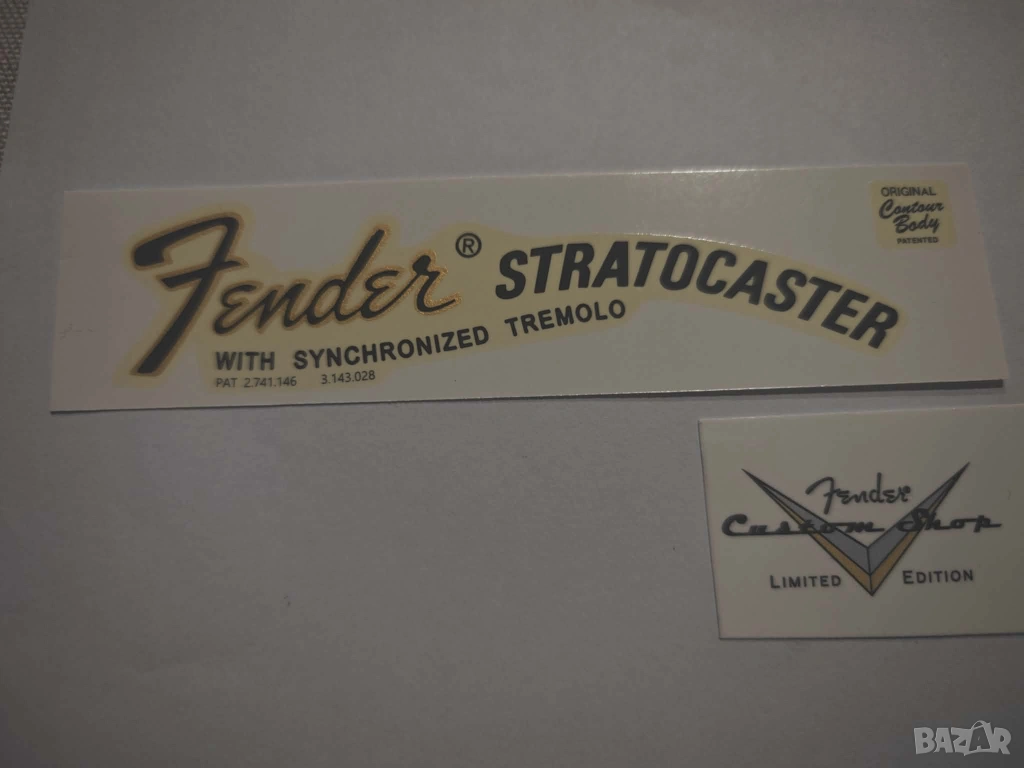 Fender® STRATOCASTER
WITH SYNCHRONIZED TREMOLO
PAT 2.741.146 3.143.028
ORIGINAL
Contour
Body
PATENTED
Fender
Custom Shop
LIMITED EDITION
BAZAR